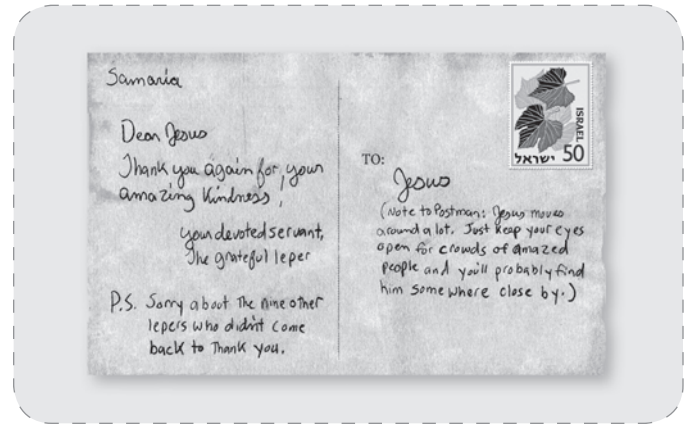 Samaria
Dear Jesus
Thank you again for, your
amazing kindness,
your devoted servant,
The grateful leper
P.S. Sorry about the nine other
lepers who didn't come
back to Thank you.
ISRAEL
ישראל 50
TO:
Jesus
(Note to Postman: Jesus moves
around a lot. Just keep your eyes
open for crowds of amazed
people and you'll probably find
him somewhere close by.)